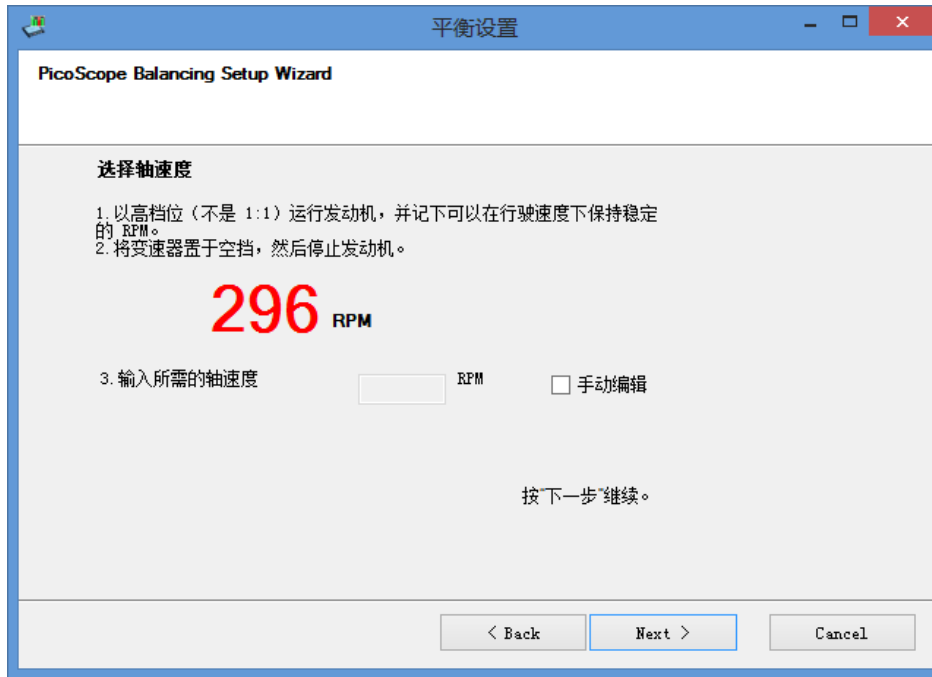 平衡设置
PicoScope Balancing Setup Wizard
选择轴速度
1.以高档位（不是 1:1）运行发动机，并记下可以在行驶速度下保持稳定
的 RPM。
2.将变速器置于空挡，然后停止发动机。
296 RPM
3.输入所需的轴速度 RPM 手动编辑
按"下一步"继续。
< Back Next > Cancel